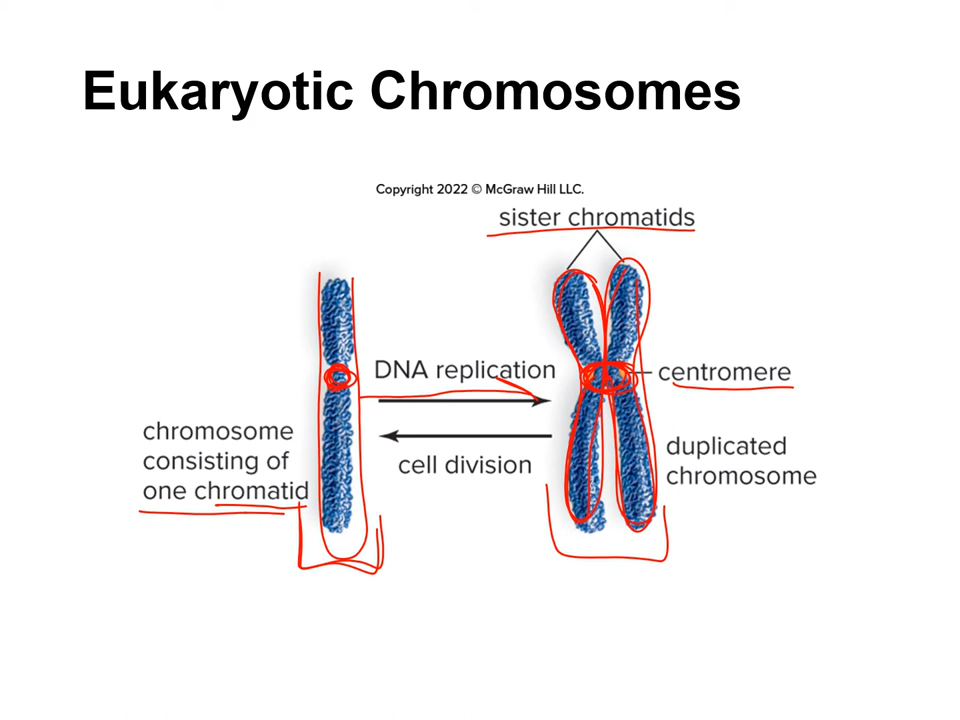 Eukaryotic Chromosomes
Copyright 2022 © McGraw Hill LLC.
sister chromatids
DNA replication
centromere
chromosome
consisting of
one chromatid
cell division
duplicated
chromosome